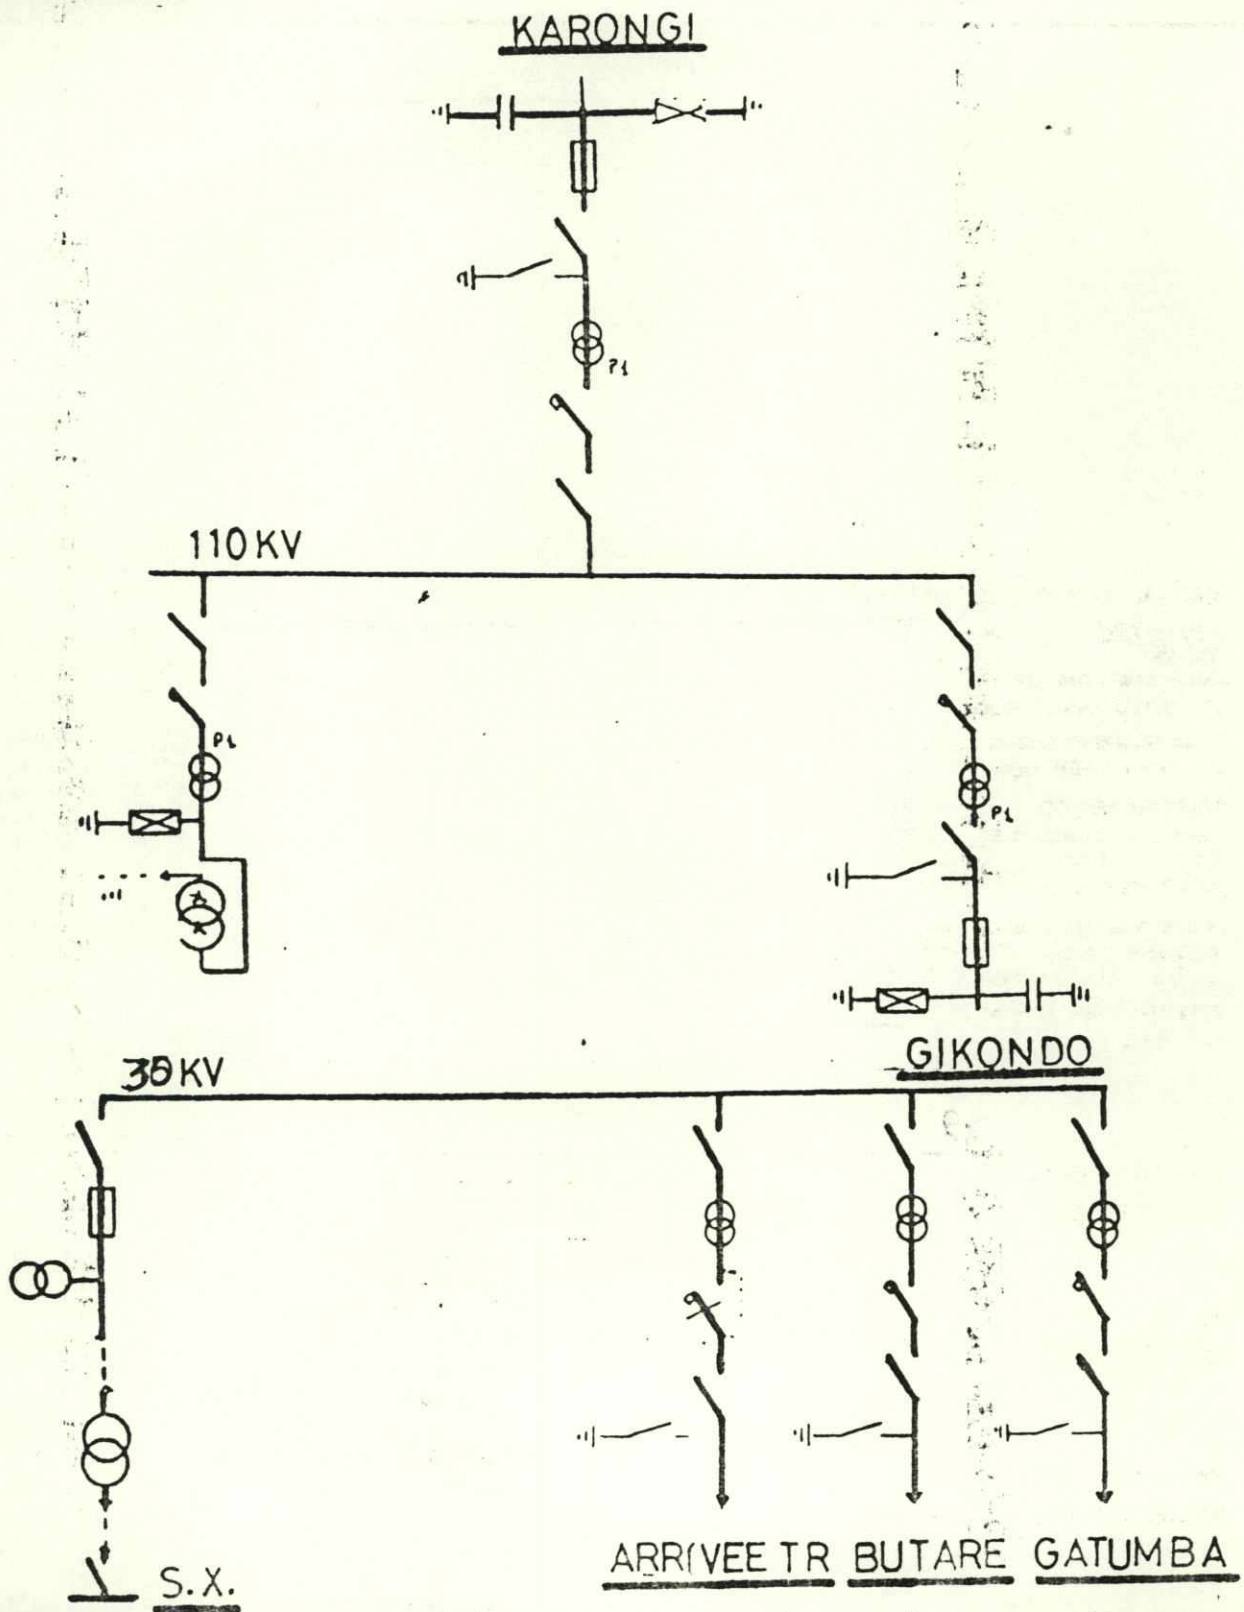 KARONGI
P1
110KV
P1
P1
GIKONDO
30KV
ARRIVEE TR
BUTARE
GATUMBA
S.X.